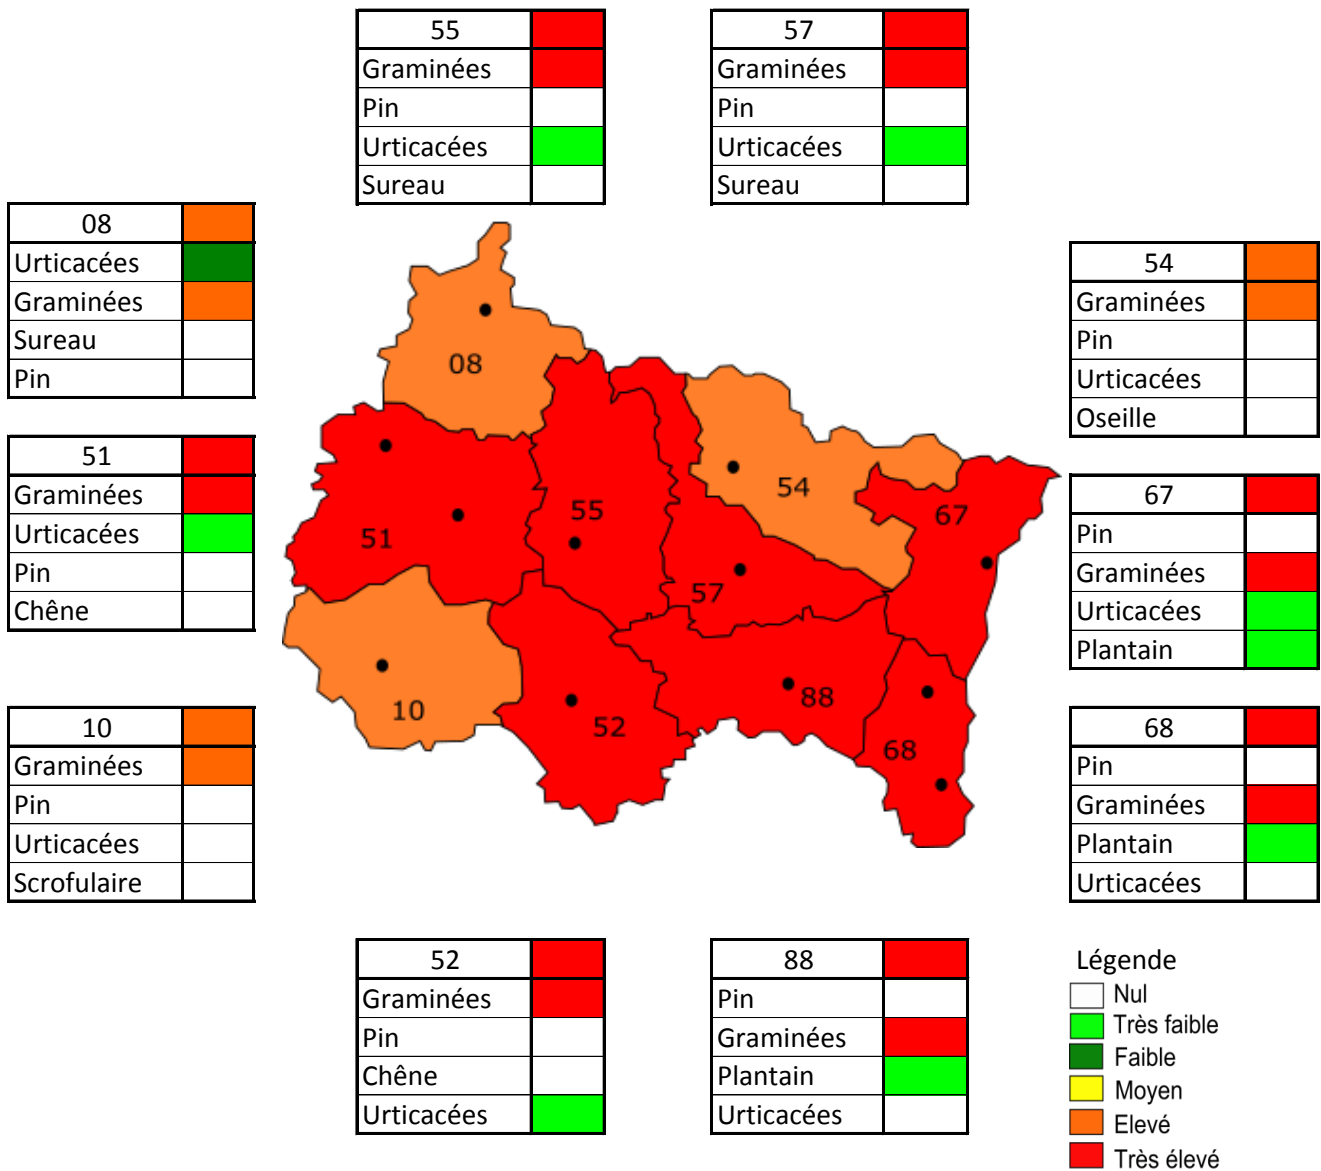 55
Graminées
Pin
Urticacées
Sureau
57
Graminées
Pin
Urticacées
Sureau
08
Urticacées
Graminées
Sureau
Pin
51
Graminées
Urticacées
Pin
Chêne
10
Graminées
Pin
Urticacées
Scrofulaire
08
54
55
67
51
57
10
52
88
68
54
Graminées
Pin
Urticacées
Oseille
67
Pin
Graminées
Urticacées
Plantain
68
Pin
Graminées
Plantain
Urticacées
52
Graminées
Pin
Chêne
Urticacées
88
Pin
Graminées
Plantain
Urticacées
Légende
Nul
Très faible
Faible
Moyen
Elevé
Très élevé